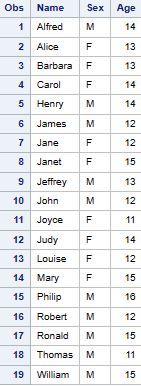 Obs Name Sex Age
1 Alfred M 14
2 Alice F 13
3 Barbara F 13
4 Carol F 14
5 Henry M 14
6 James M 12
7 Jane F 12
8 Janet F 15
9 Jeffrey M 13
10 John M 12
11 Joyce F 11
12 Judy F 14
13 Louise F 12
14 Mary F 15
15 Philip M 16
16 Robert M 12
17 Ronald M 15
18 Thomas M 11
19 William M 15